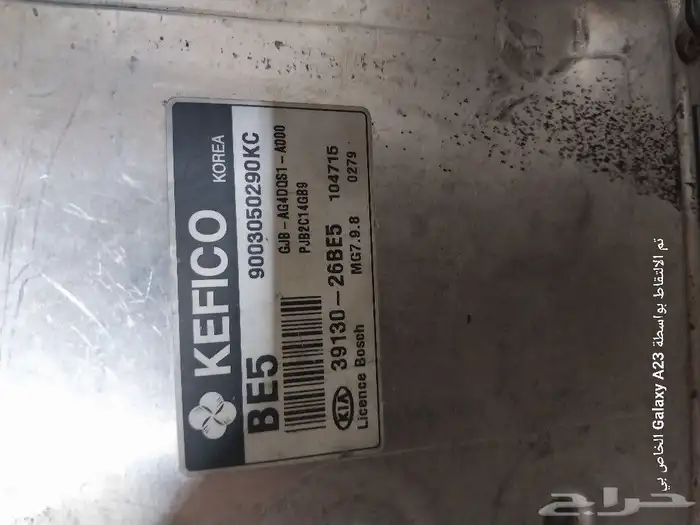 KEFICO KOREA
BE5 9003050290KC
GJB-AG4DQS1-A000
PJB2C14GB9
KIA 39130-26BE5 104715
Licence Bosch MG7.9.8 0279
تم الالتقاط بواسطة Galaxy A23 الخاص بي
حراج